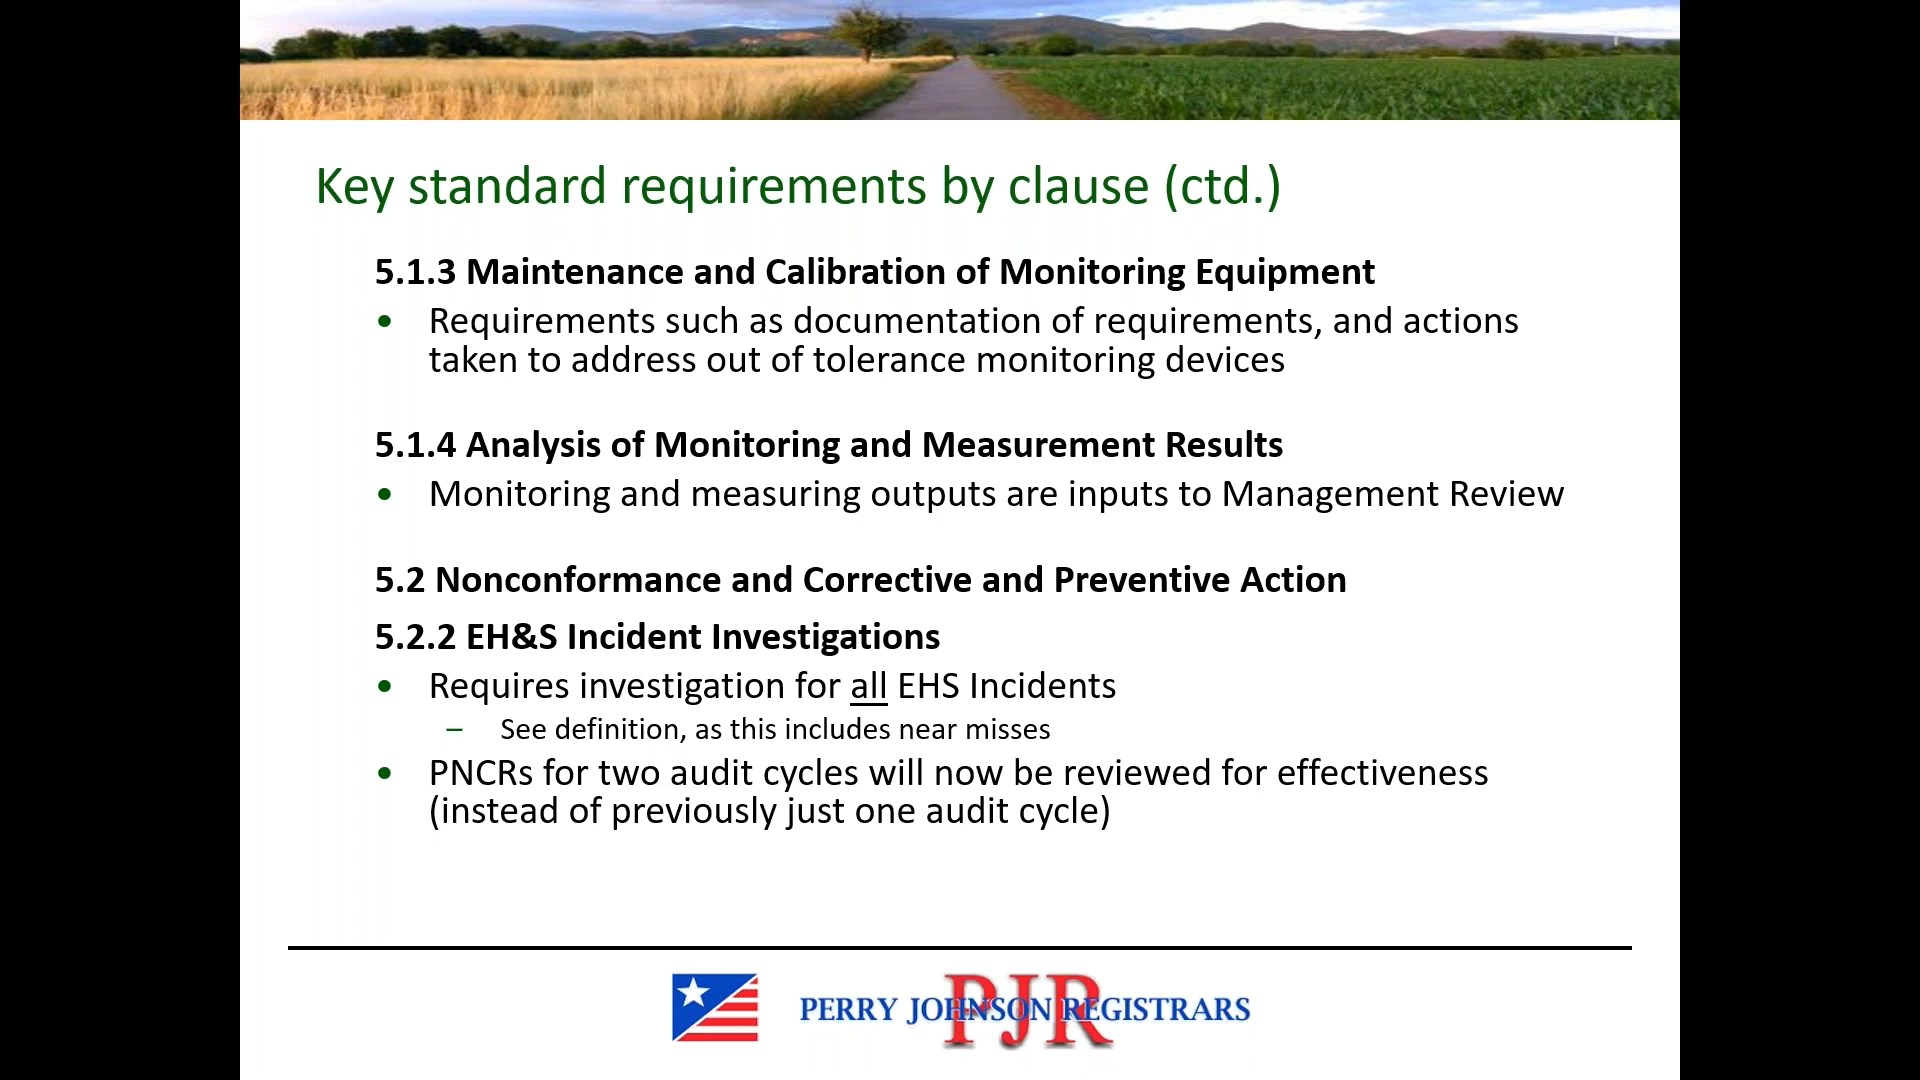 Key standard requirements by clause (ctd.)
5.1.3 Maintenance and Calibration of Monitoring Equipment
• Requirements such as documentation of requirements, and actions
taken to address out of tolerance monitoring devices
5.1.4 Analysis of Monitoring and Measurement Results
• Monitoring and measuring outputs are inputs to Management Review
5.2 Nonconformance and Corrective and Preventive Action
5.2.2 EH&S Incident Investigations
• Requires investigation for all EHS Incidents
– See definition, as this includes near misses
• PNCRs for two audit cycles will now be reviewed for effectiveness
(instead of previously just one audit cycle)
PJR
PERRY JOHNSON REGISTRARS